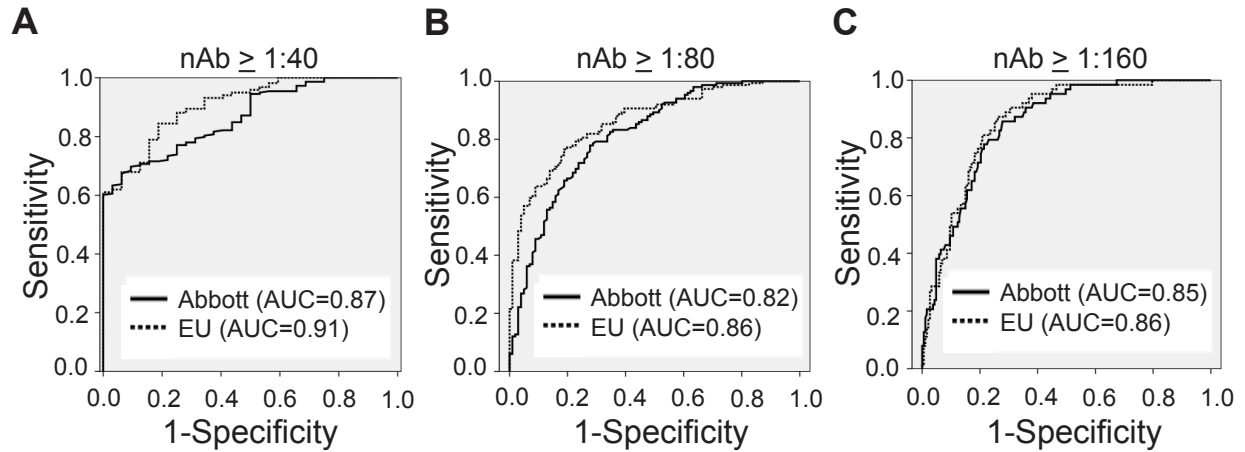 A
nAb ≥ 1:40
1.0
0.8
0.6
0.4
0.2
0.0
Sensitivity
Abbott (AUC=0.87)
EU (AUC=0.91)
0.0 0.2 0.4 0.6 0.8 1.0
1-Specificity
B
nAb ≥ 1:80
1.0
0.8
0.6
0.4
0.2
0.0
Sensitivity
Abbott (AUC=0.82)
EU (AUC=0.86)
0.0 0.2 0.4 0.6 0.8 1.0
1-Specificity
C
nAb ≥ 1:160
1.0
0.8
0.6
0.4
0.2
0.0
Sensitivity
Abbott (AUC=0.85)
EU (AUC=0.86)
0.0 0.2 0.4 0.6 0.8 1.0
1-Specificity